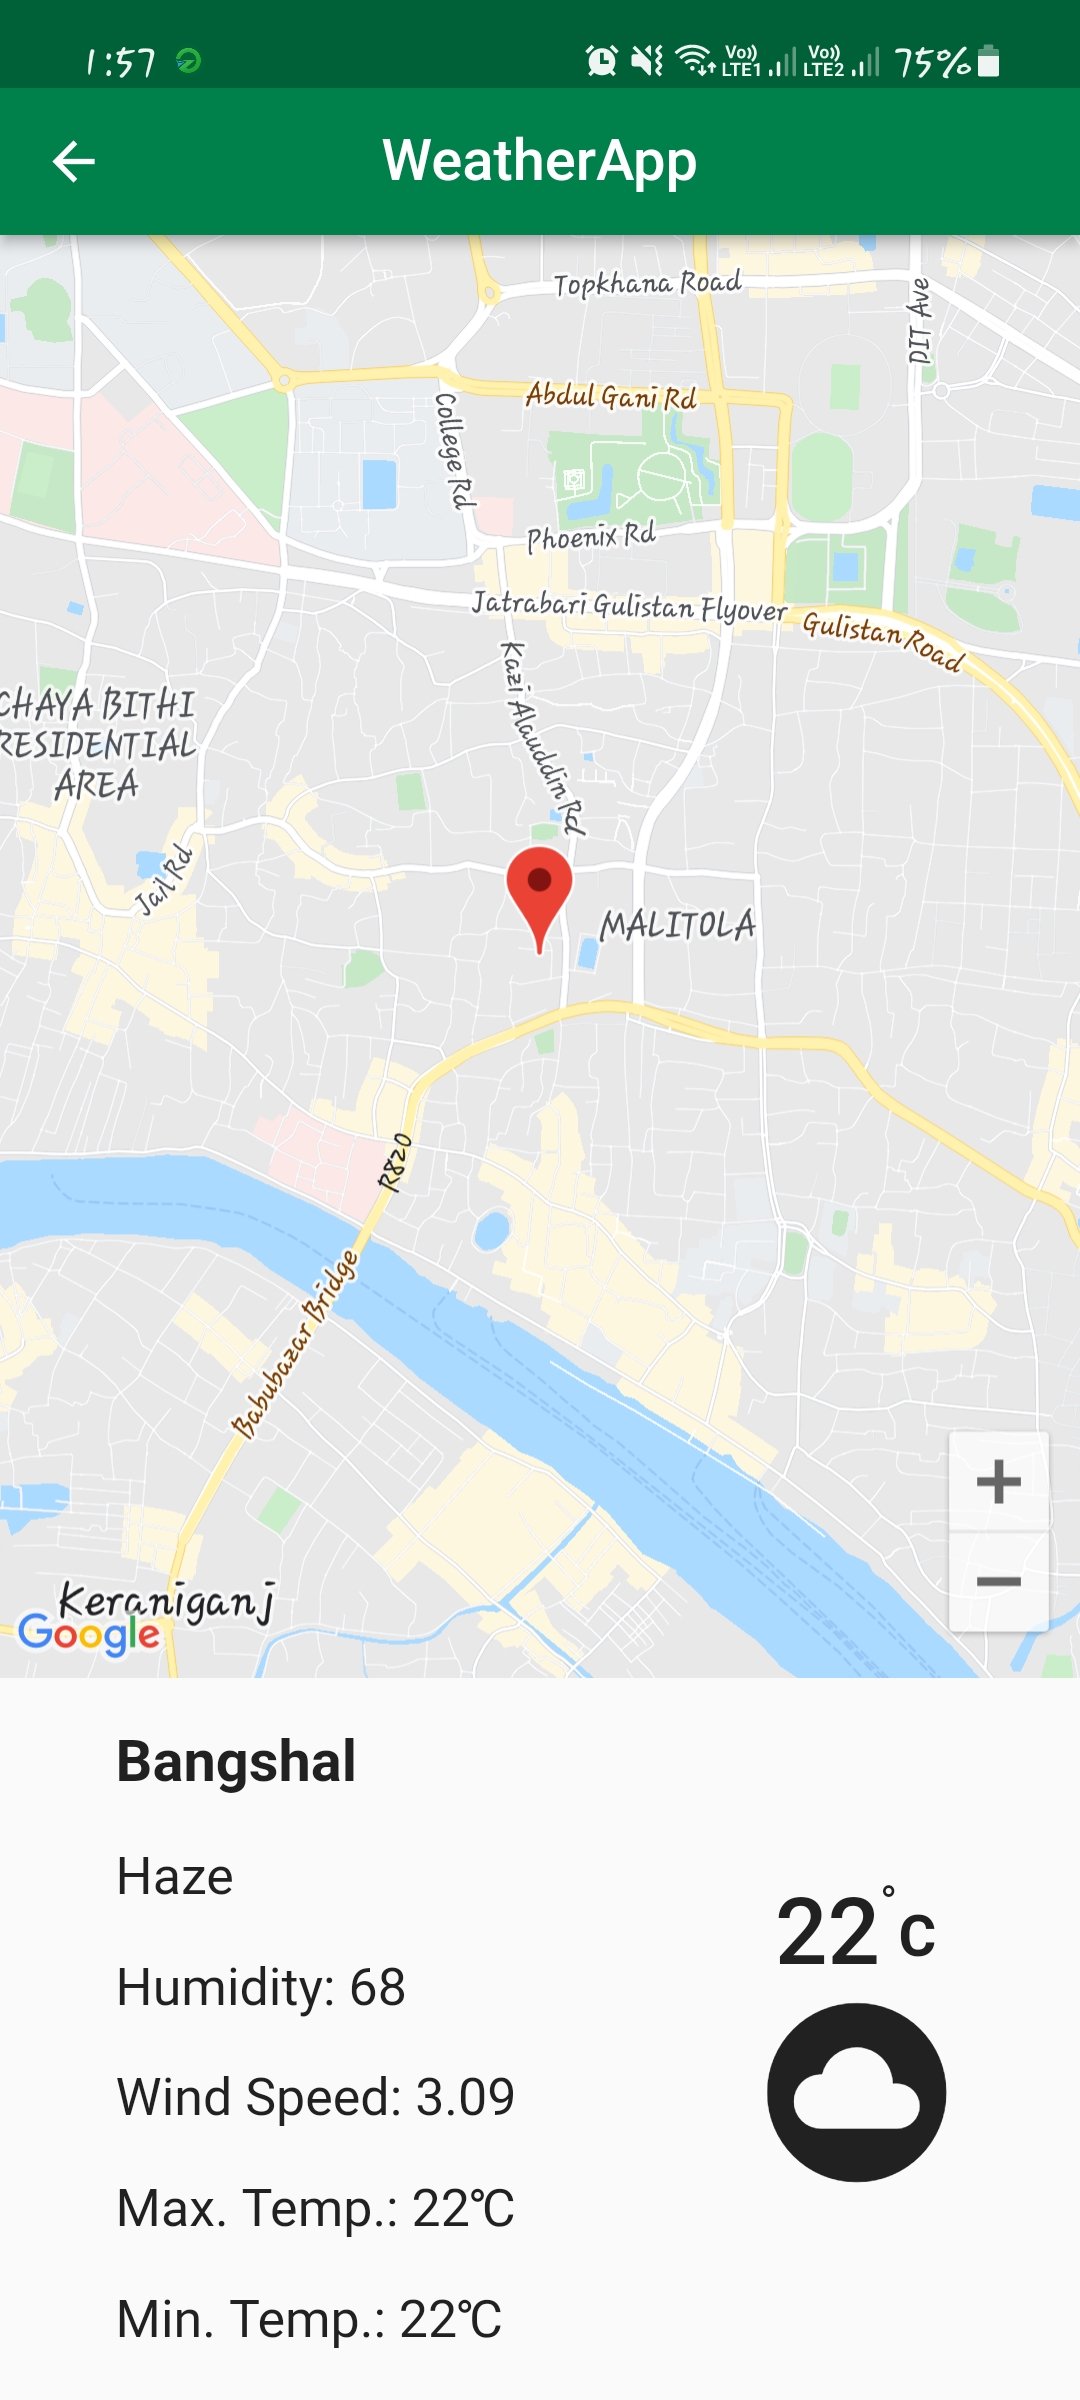 1:57
Vo)) LTE1 Vo)) LTE2 75%
WeatherApp
Topkhana Road
DIT Ave
Abdul Gani Rd
College Rd
Phoenix Rd
Jatrabari Gulistan Flyover
Gulistan Road
Kazi Alauddin Rd
CHAYA BITHI
RESIDENTIAL
AREA
Jail Rd
MALITOLA
R820
Babubazar Bridge
Keraniganj
Google
Bangshal
Haze
22°C
Humidity: 68
Wind Speed: 3.09
Max. Temp.: 22℃
Min. Temp.: 22℃